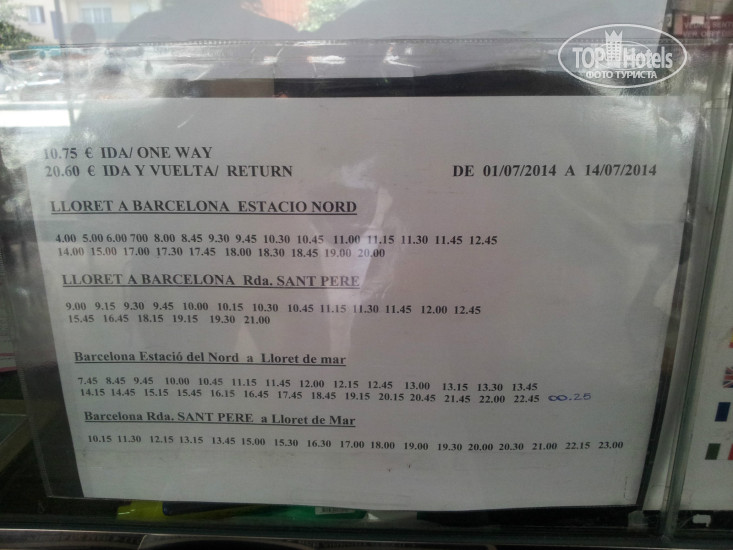 TOPHotels
ФОТО ТУРИСТА
10.75 € IDA/ ONE WAY
20.60 € IDA Y VUELTA/ RETURN DE 01/07/2014 A 14/07/2014
LLORET A BARCELONA ESTACIO NORD
4.00 5.00 6.00 700 8.00 8.45 9.30 9.45 10.30 10.45 11.00 11.15 11.30 11.45 12.45
14.00 15.00 17.00 17.30 17.45 18.00 18.30 18.45 19.00 20.00
LLORET A BARCELONA Rda. SANT PERE
9.00 9.15 9.30 9.45 10.00 10.15 10.30 10.45 11.15 11.30 11.45 12.00 12.45
15.45 16.45 18.15 19.15 19.30 21.00
Barcelona Estació del Nord a Lloret de mar
7.45 8.45 9.45 10.00 10.45 11.15 11.45 12.00 12.15 12.45 13.00 13.15 13.30 13.45
14.15 14.45 15.15 15.45 16.15 16.45 17.45 18.45 19.15 20.15 20.45 21.45 22.00 22.45 00.25
Barcelona Rda. SANT PERE a Lloret de Mar
10.15 11.30 12.15 13.15 13.45 15.00 15.30 16.30 17.00 18.00 19.00 19.30 20.00 20.30 21.00 22.15 23.00